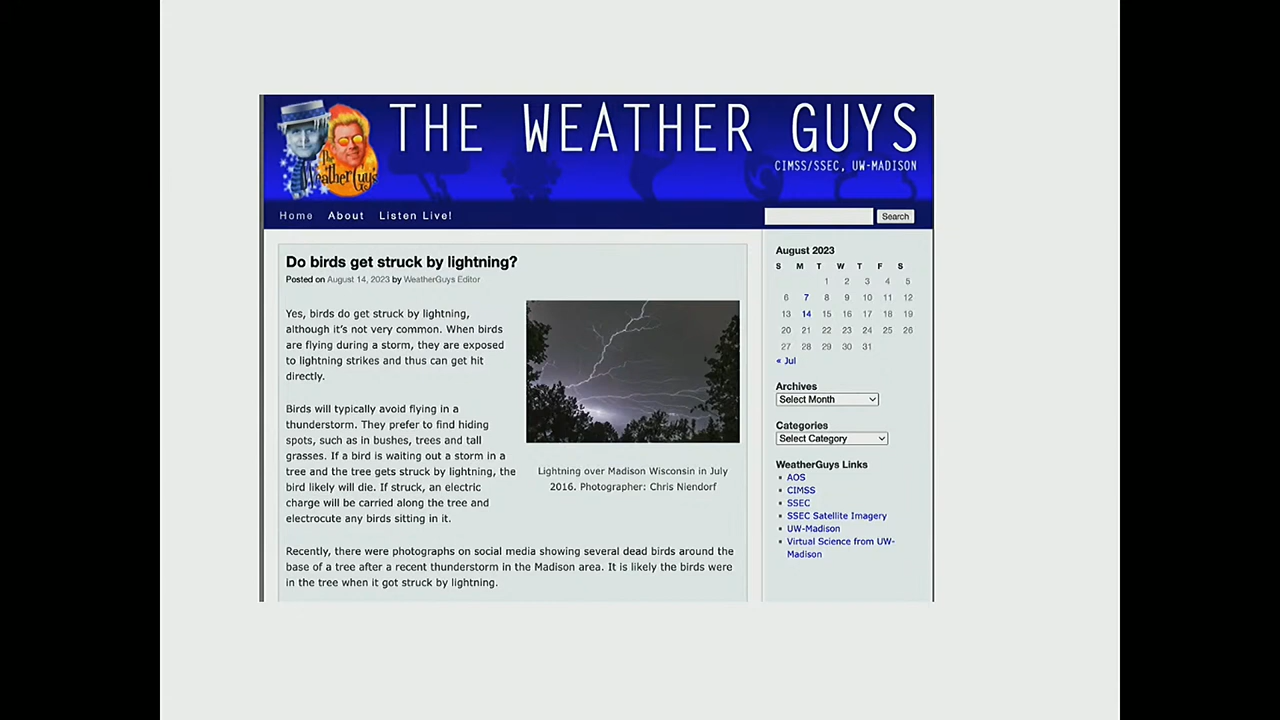 THE WEATHER GUYS
CIMSS/SSEC, UW-MADISON
The
WeatherGuys
Home About Listen Live!
Search
Do birds get struck by lightning?
Posted on August 14, 2023 by WeatherGuys Editor
Yes, birds do get struck by lightning,
although it's not very common. When birds
are flying during a storm, they are exposed
to lightning strikes and thus can get hit
directly.
Birds will typically avoid flying in a
thunderstorm. They prefer to find hiding
spots, such as in bushes, trees and tall
grasses. If a bird is waiting out a storm in a
tree and the tree gets struck by lightning, the
bird likely will die. If struck, an electric
charge will be carried along the tree and
electrocute any birds sitting in it.
Lightning over Madison Wisconsin in July
2016. Photographer: Chris Niendorf
Recently, there were photographs on social media showing several dead birds around the
base of a tree after a recent thunderstorm in the Madison area. It is likely the birds were
in the tree when it got struck by lightning.
August 2023
S M T W T F S
1 2 3 4 5
6 7 8 9 10 11 12
13 14 15 16 17 18 19
20 21 22 23 24 25 26
27 28 29 30 31
« Jul
Archives
Select Month
Categories
Select Category
WeatherGuys Links
AOS
CIMSS
SSEC
SSEC Satellite Imagery
UW-Madison
Virtual Science from UW-
Madison